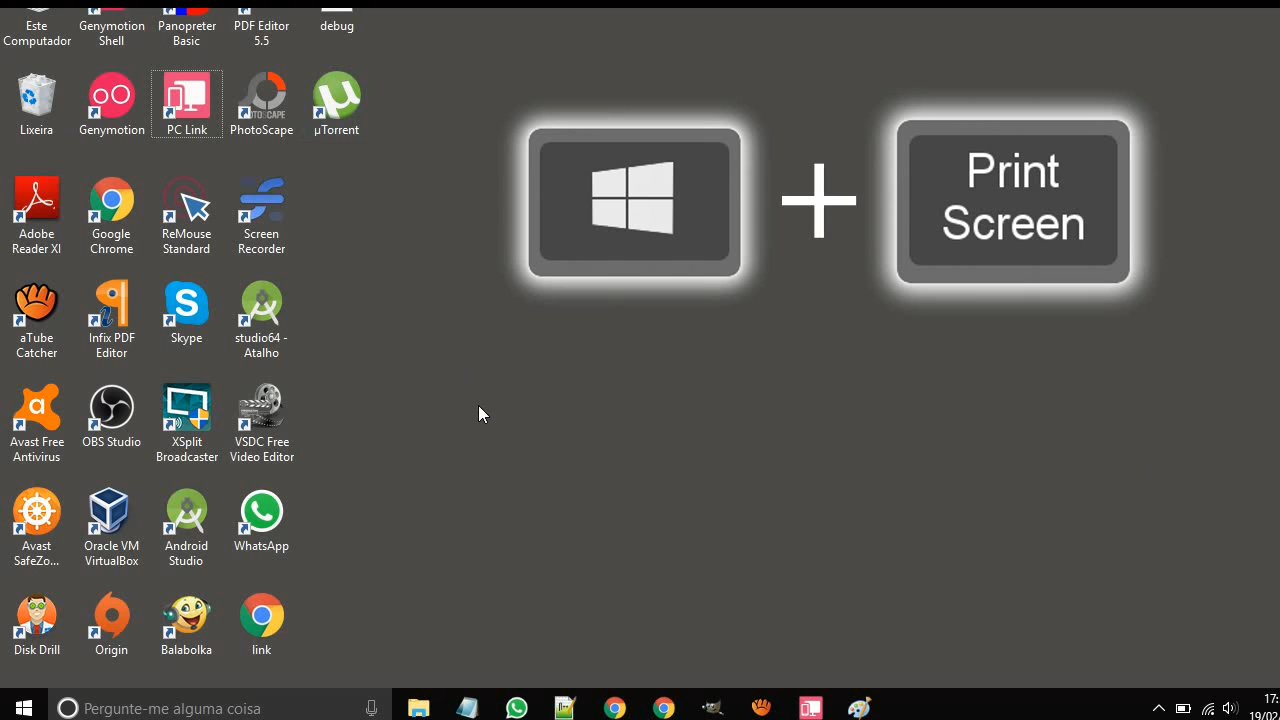 Este
Computador
Genymotion
Shell
Panopreter
Basic
PDF Editor
5.5
debug
Lixeira
Genymotion
PC Link
PhotoScape
µTorrent
Adobe
Reader XI
Google
Chrome
ReMouse
Standard
Screen
Recorder
aTube
Catcher
Infix PDF
Editor
Skype
studio64 -
Atalho
Avast Free
Antivirus
OBS Studio
XSplit
Broadcaster
VSDC Free
Video Editor
Avast
SafeZo...
Oracle VM
VirtualBox
Android
Studio
WhatsApp
Disk Drill
Origin
Balabolka
link
Print
Screen
Pergunte-me alguma coisa
17:
19/02